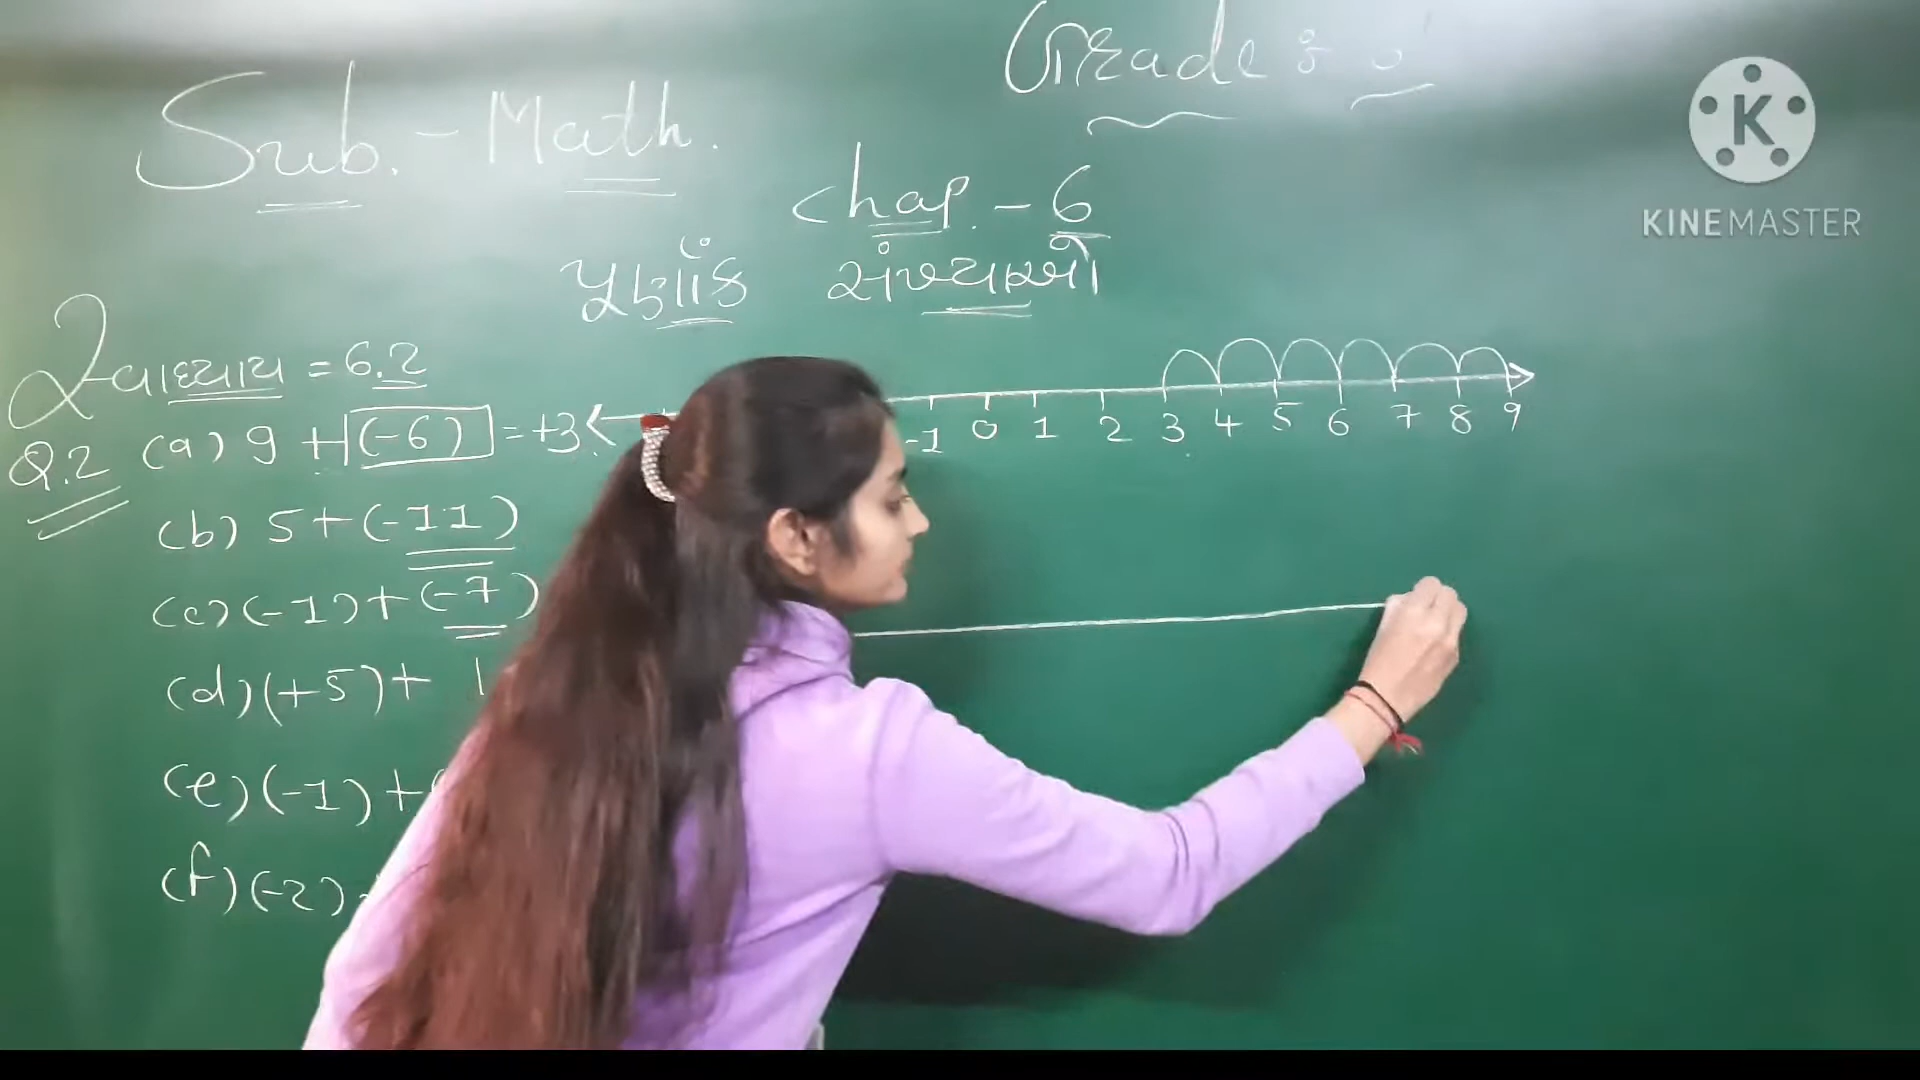 Grade :
Sub. - Math.
Chap. - 6
પુર્ણાંક સંખ્યાઓ
સ્વાધ્યાય = 6.2
Q.2 (a) 9 + (-6) = +3
-1 0 1 2 3 4 5 6 7 8 9
(b) 5 + (-11)
(c) (-1) + (-7)
(d) (+5) + 1
(e) (-1) + (
(f) (-2)
K
KINEMASTER